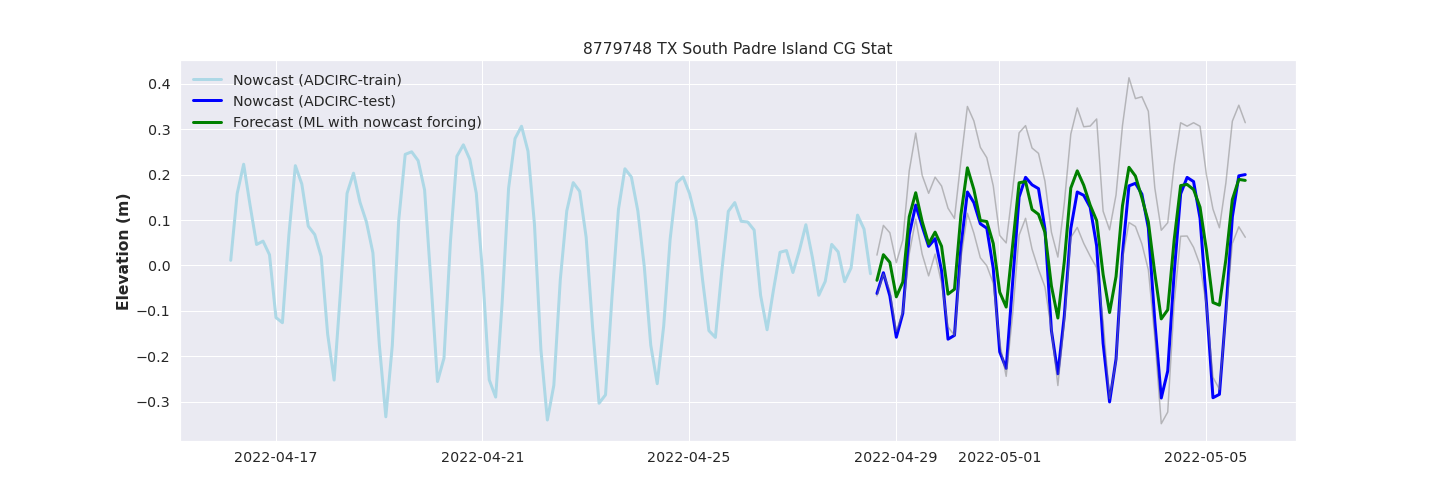 8779748 TX South Padre Island CG Stat
Nowcast (ADCIRC-train)
Nowcast (ADCIRC-test)
Forecast (ML with nowcast forcing)
Elevation (m)
0.4
0.3
0.2
0.1
0.0
−0.1
−0.2
−0.3
2022-04-17 2022-04-21 2022-04-25 2022-04-29 2022-05-01 2022-05-05